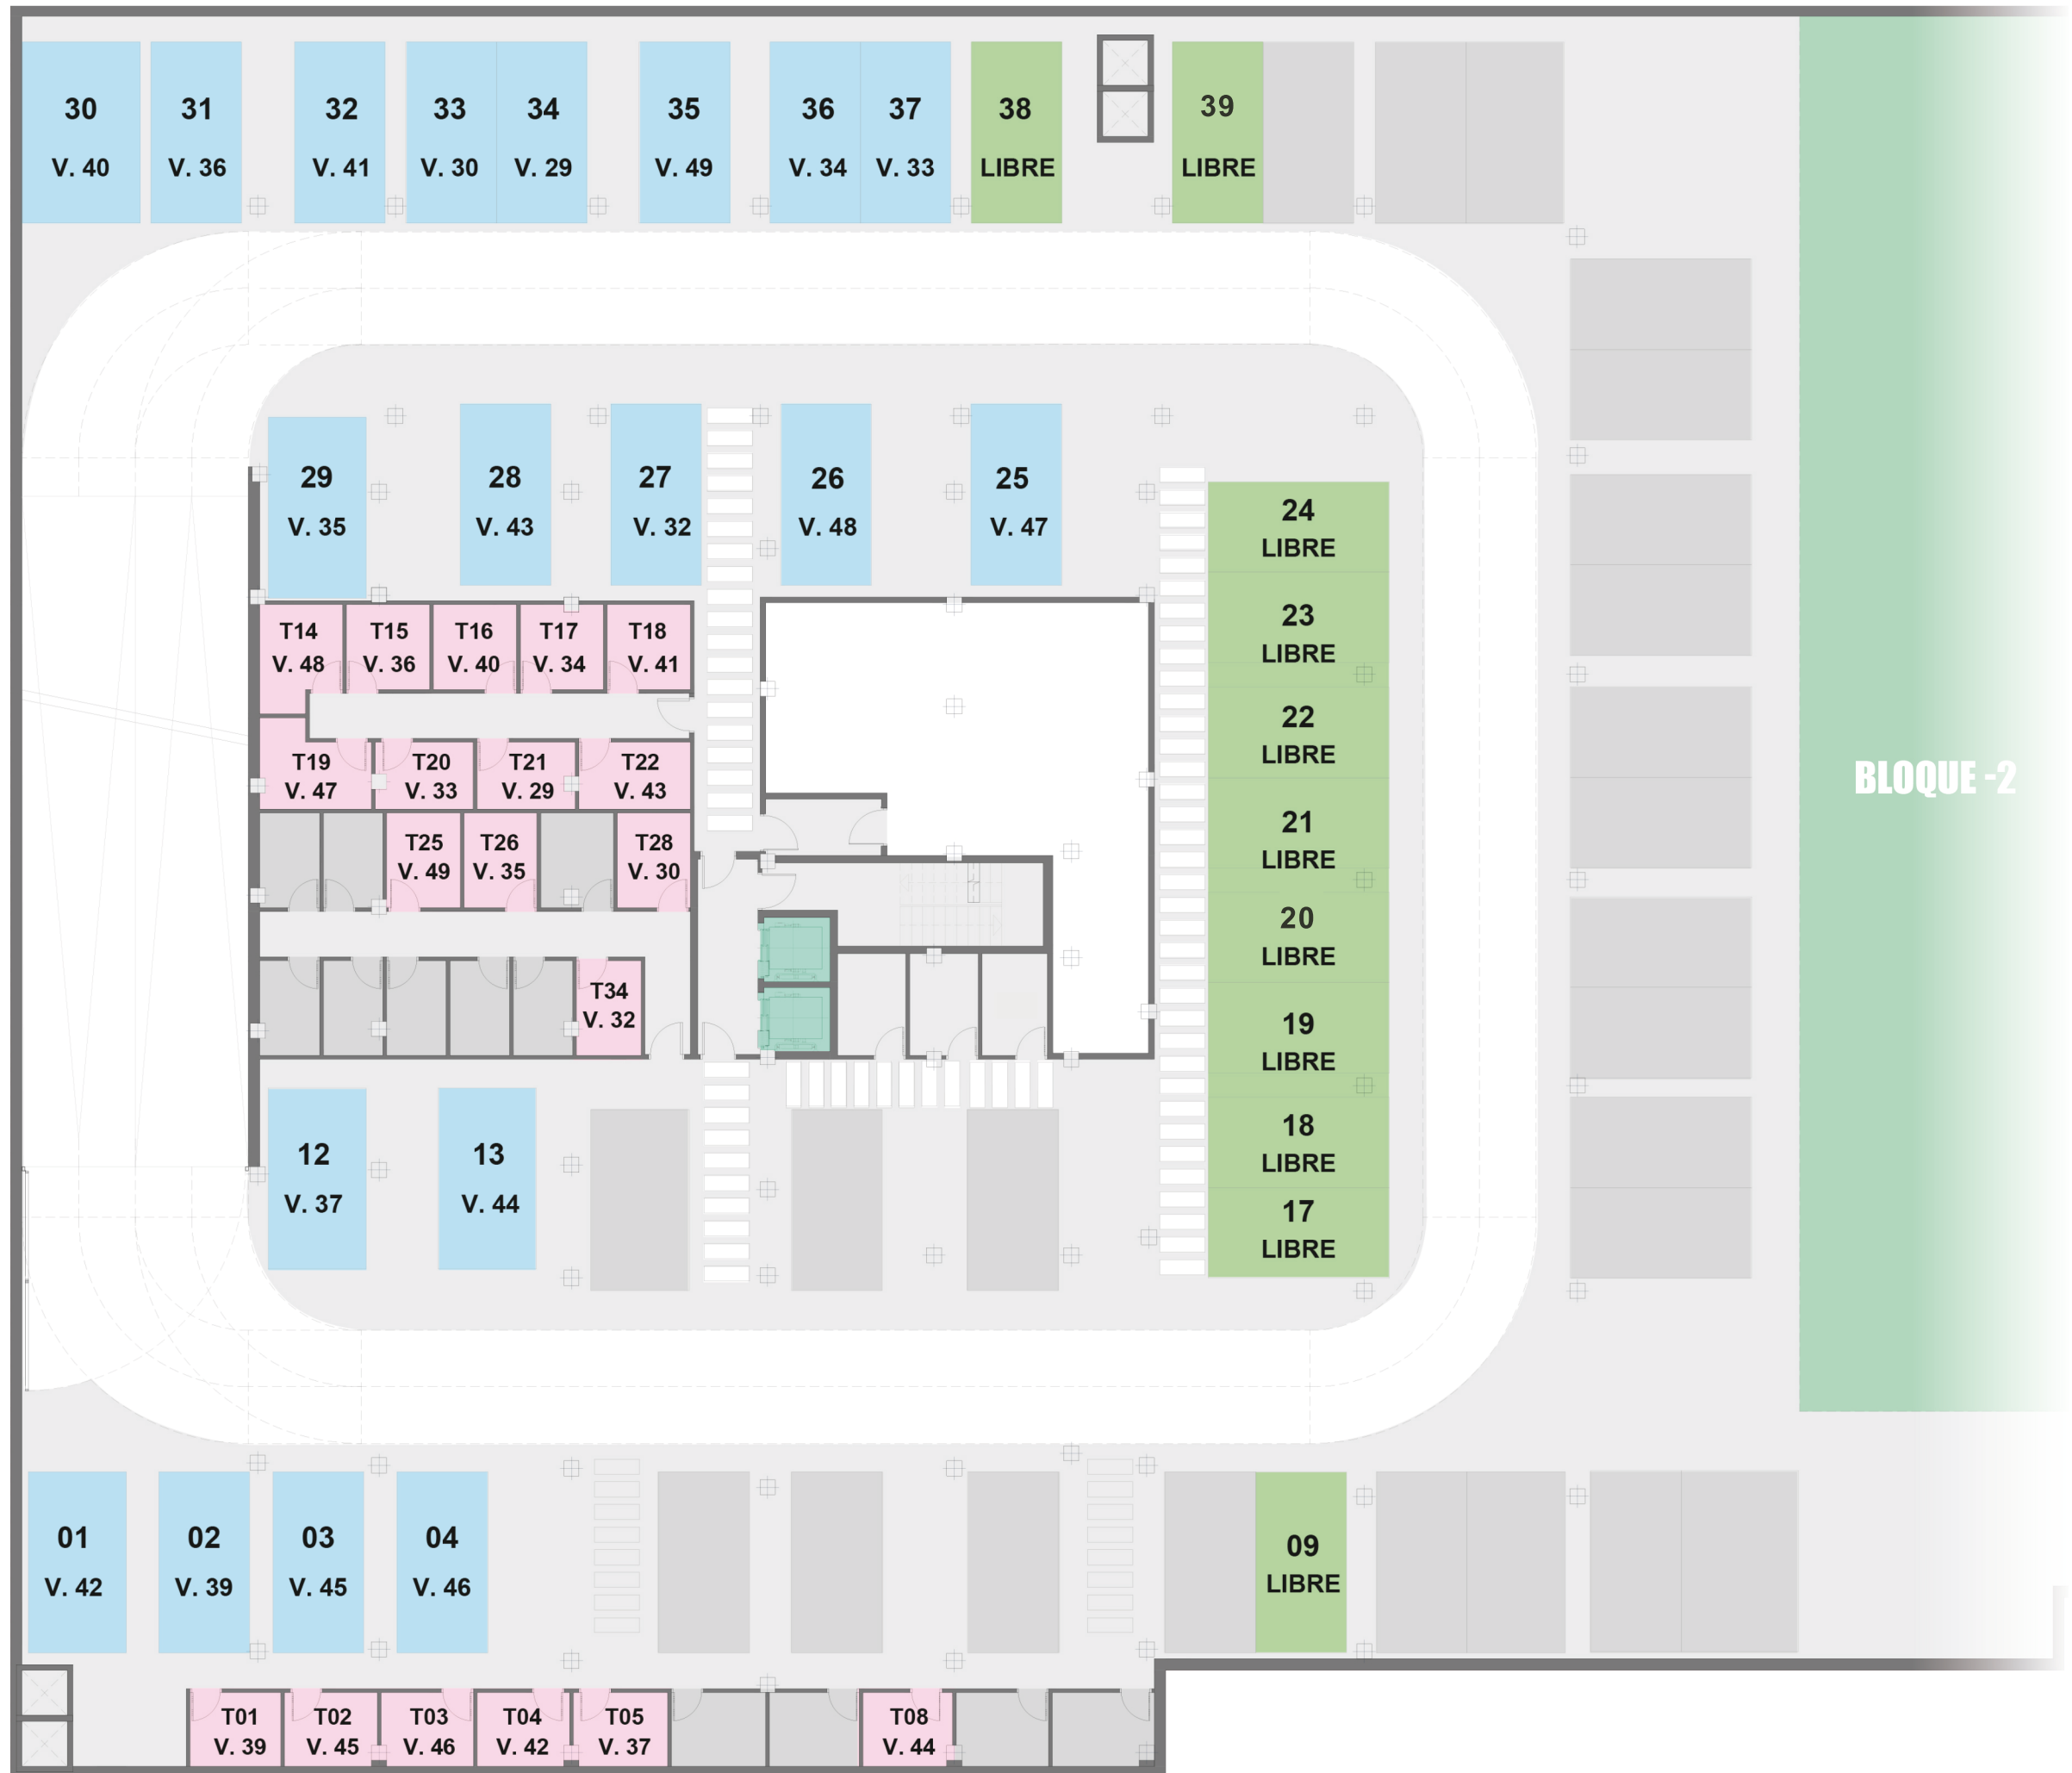 30
V. 40
31
V. 36
32
V. 41
33
V. 30
34
V. 29
35
V. 49
36
V. 34
37
V. 33
38
LIBRE
39
LIBRE
29
V. 35
28
V. 43
27
V. 32
26
V. 48
25
V. 47
24
LIBRE
23
LIBRE
22
LIBRE
21
LIBRE
20
LIBRE
19
LIBRE
18
LIBRE
17
LIBRE
BLOQUE -2
T14
V. 48
T15
V. 36
T16
V. 40
T17
V. 34
T18
V. 41
T19
V. 47
T20
V. 33
T21
V. 29
T22
V. 43
T25
V. 49
T26
V. 35
T28
V. 30
T34
V. 32
12
V. 37
13
V. 44
01
V. 42
02
V. 39
03
V. 45
04
V. 46
09
LIBRE
T01
V. 39
T02
V. 45
T03
V. 46
T04
V. 42
T05
V. 37
T08
V. 44